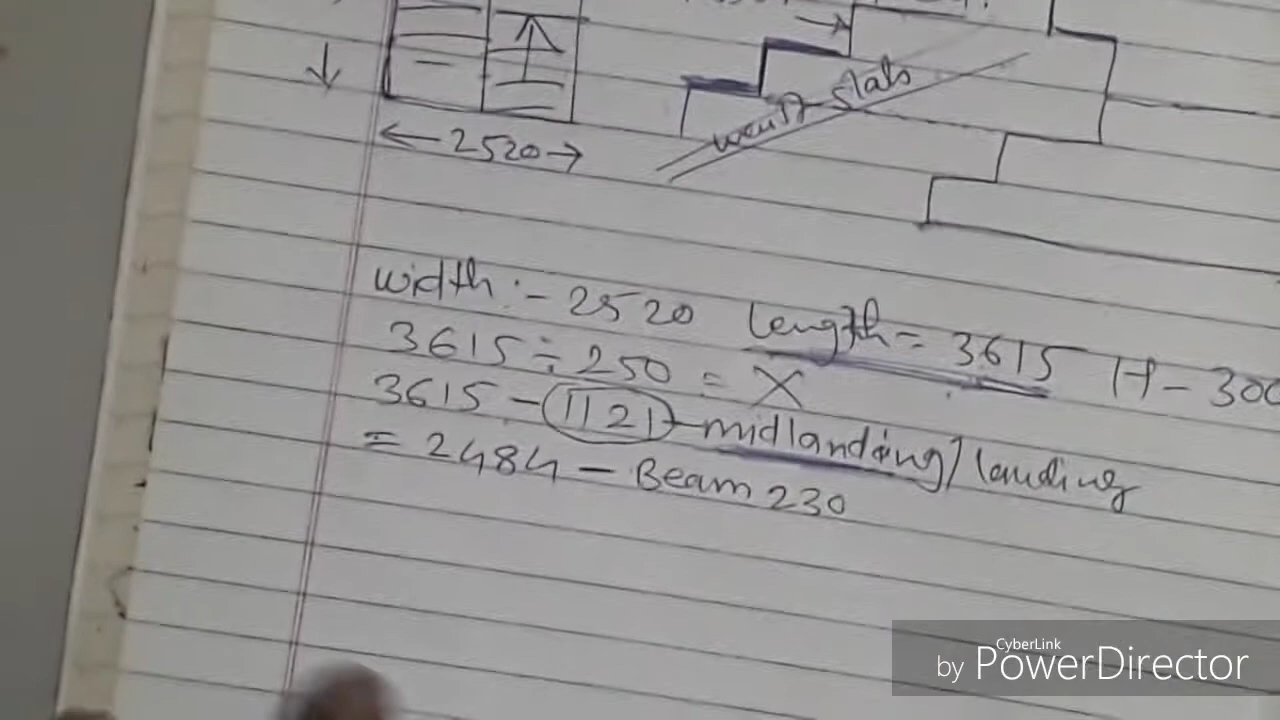 ←2520→
waist slab
width :- 2520 length = 3615 H - 300
3615 ÷ 250 = X
3615 - 1121 - midlanding/landing
= 2484 - Beam 230
CyberLink
by PowerDirector